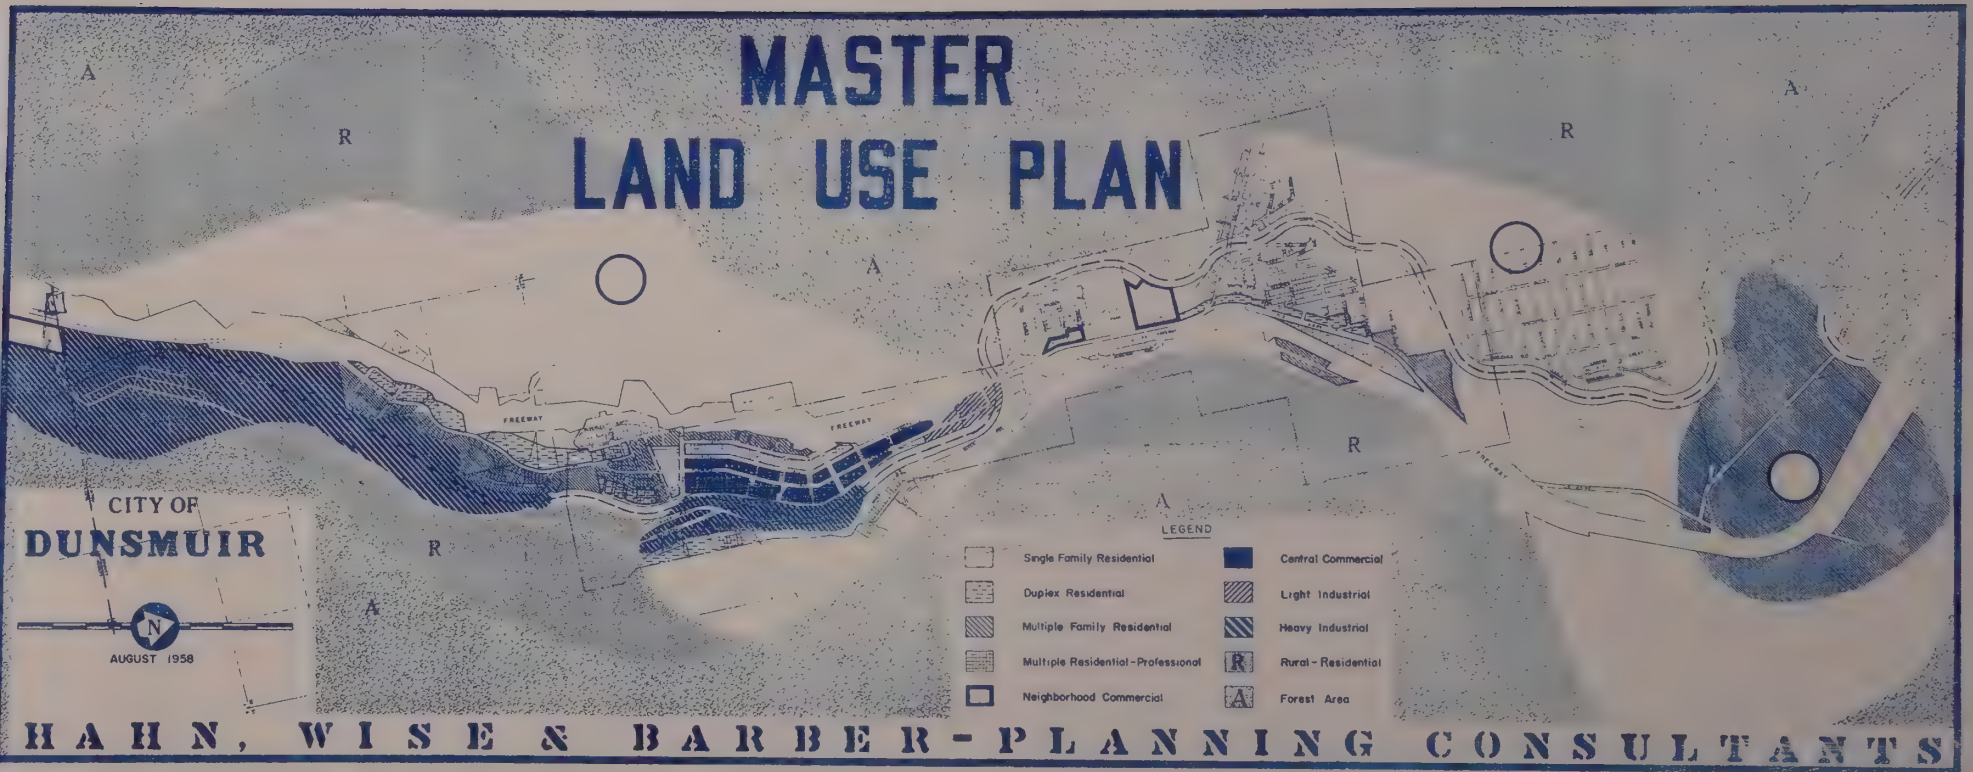 MASTER
LAND USE PLAN
A
R
A
R
A
R
A
R
A
FREEWAY
FREEWAY
FREEWAY
CITY OF
DUNSMUIR
N
AUGUST 1958
LEGEND
Single Family Residential
Duplex Residential
Multiple Family Residential
Multiple Residential-Professional
Neighborhood Commercial
Central Commercial
Light Industrial
Heavy Industrial
R Rural-Residential
A Forest Area
HAHN, WISE & BARBER-PLANNING CONSULTANTS